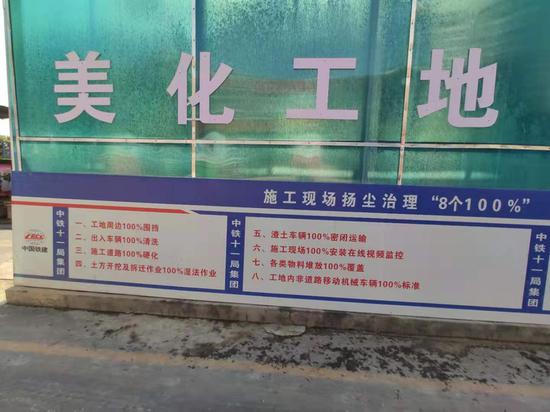 美化工地
施工现场扬尘治理“8个100%”
中国铁建
中铁十一局集团
一、工地周边100%围挡
二、出入车辆100%清洗
三、施工道路100%硬化
四、土方开挖及拆迁作业100%湿法作业
中铁十一局集团
五、渣土车辆100%密闭运输
六、施工现场100%安装在线视频监控
七、各类物料堆放100%覆盖
八、工地内非道路移动机械车辆100%标准
中铁十一局集团